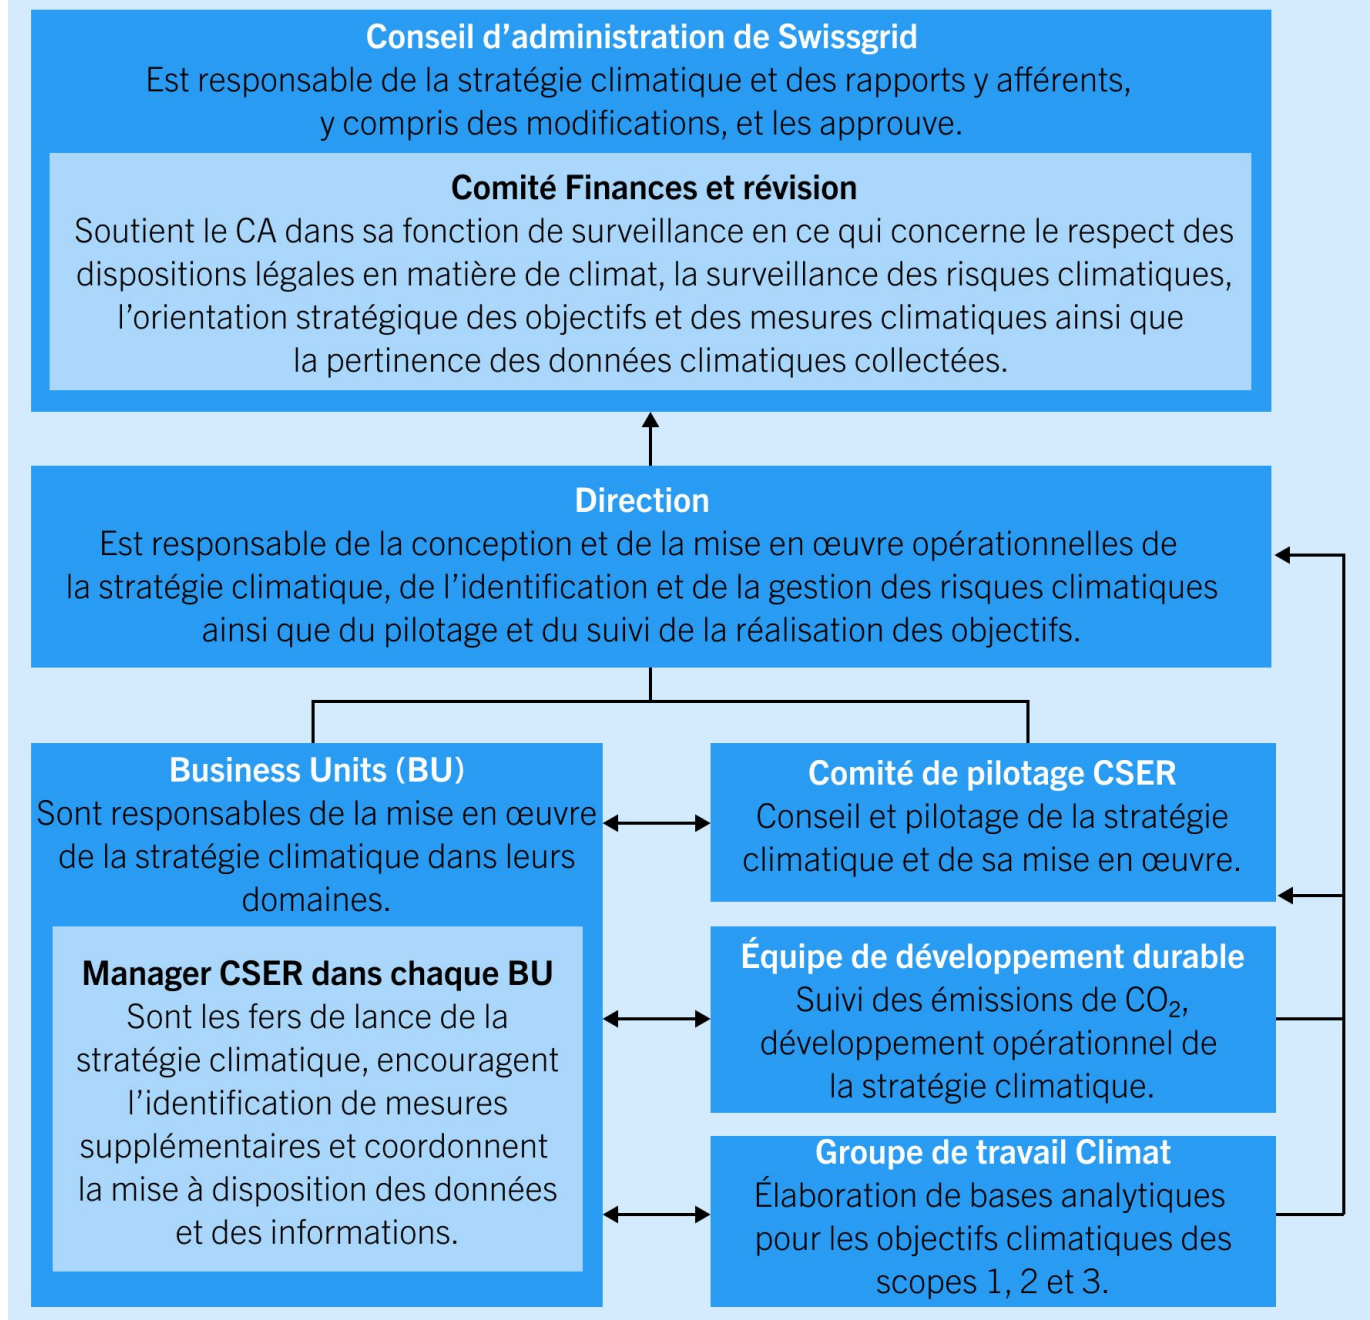 Conseil d’administration de Swissgrid
Est responsable de la stratégie climatique et des rapports y afférents,
y compris des modifications, et les approuve.
Comité Finances et révision
Soutient le CA dans sa fonction de surveillance en ce qui concerne le respect des
dispositions légales en matière de climat, la surveillance des risques climatiques,
l’orientation stratégique des objectifs et des mesures climatiques ainsi que
la pertinence des données climatiques collectées.
Direction
Est responsable de la conception et de la mise en œuvre opérationnelles de
la stratégie climatique, de l’identification et de la gestion des risques climatiques
ainsi que du pilotage et du suivi de la réalisation des objectifs.
Business Units (BU)
Sont responsables de la mise en œuvre
de la stratégie climatique dans leurs
domaines.
Manager CSER dans chaque BU
Sont les fers de lance de la
stratégie climatique, encouragent
l’identification de mesures
supplémentaires et coordonnent
la mise à disposition des données
et des informations.
Comité de pilotage CSER
Conseil et pilotage de la stratégie
climatique et de sa mise en œuvre.
Équipe de développement durable
Suivi des émissions de CO₂,
développement opérationnel de
la stratégie climatique.
Groupe de travail Climat
Élaboration de bases analytiques
pour les objectifs climatiques des
scopes 1, 2 et 3.